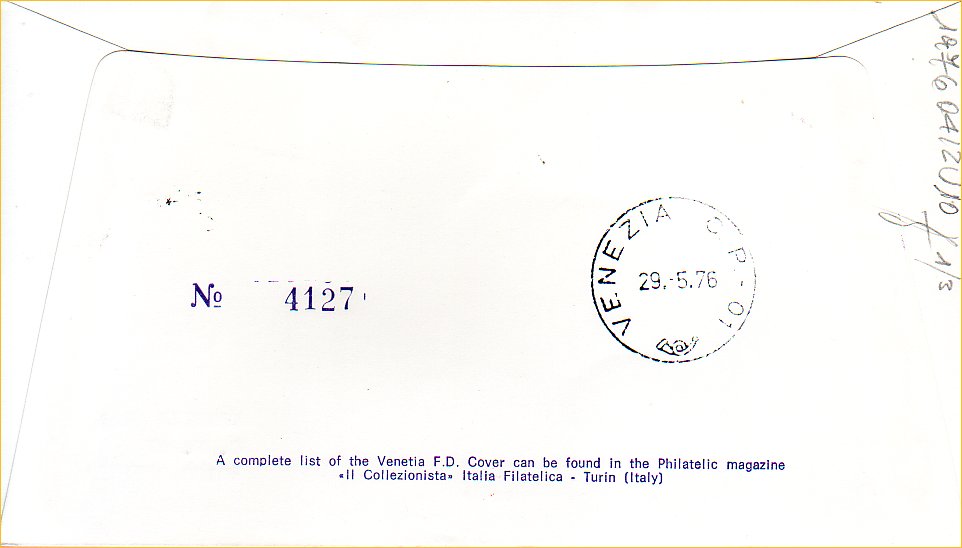 No 4127
VENEZIA C.P.-01
29.-5.76
A complete list of the Venetia F.D. Cover can be found in the Philatelic magazine
«Il Collezionista» Italia Filatelica - Turin (Italy)